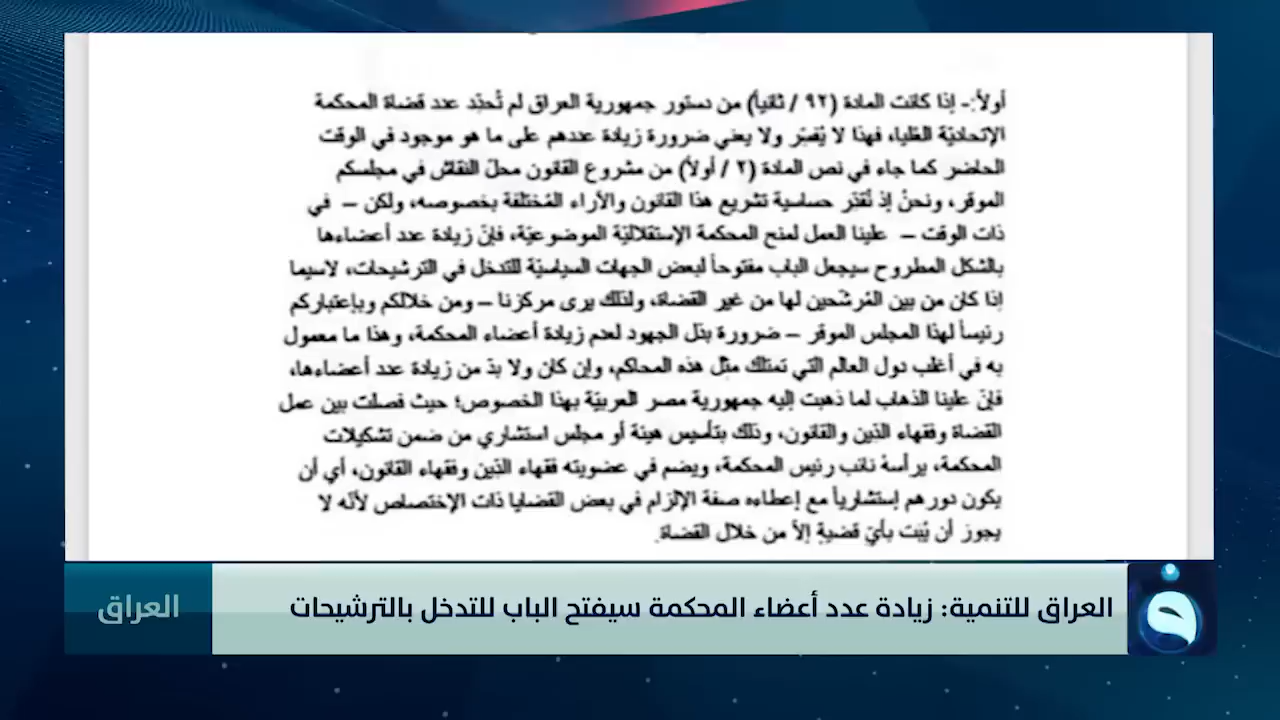 أولاً:- إذا كانت المادة (٩٢ / ثانياً) من دستور جمهورية العراق لم تُحدِّد عدد قضاة المحكمة
الإتحاديّة العُليا، فهذا لا يُفسِّر ولا يعني ضرورة زيادة عددهم على ما هو موجود في الوقت
الحاضر كما جاء في نص المادة (٢ / أولاً) من مشروع القانون محلّ النقاش في مجلسكم
الموقر، ونحنُ إذ نُقدِّر حساسية تشريع هذا القانون والأراء المُختلفة بخصوصه، ولكن – في
ذات الوقت – علينا العمل لمنح المحكمة الإستقلاليّة الموضوعيّة، فإنّ زيادة عدد أعضاءها
بالشكل المطروح سيجعل الباب مفتوحاً لبعض الجهات السياسيّة للتدخل في الترشيحات، لاسيما
إذا كان من بين المُرشّحين لها من غير القضاة، ولذلك يرى مركزنا – ومن خلالكم وبإعتباركم
رئيساً لهذا المجلس الموقر – ضرورة بذل الجهود لعدم زيادة أعضاء المحكمة، وهذا ما معمول
به في أغلب دول العالم التي تمتلك مثل هذه المحاكم، وإن كان ولا بدّ من زيادة عدد أعضاءها،
فإنّ علينا الذهاب لما ذهبت إليه جمهورية مصر العربيّة بهذا الخصوص؛ حيث فصلت بين عمل
القضاة وفقهاء الدّين والقانون، وذلك بتأسيس هيئة أو مجلس استشاري من ضمن تشكيلات
المحكمة، يرأسه نائب رئيس المحكمة، ويضم في عضويته فقهاء الدّين وفقهاء القانون، أي أن
يكون دورهم إستشارياً مع إعطاءه صفة الإلزام في بعض القضايا ذات الإختصاص لأنّه لا
يجوز أن يُبَت بأيّ قضيةٍ إلاّ من خلال القضاة.
العراق للتنمية: زيادة عدد أعضاء المحكمة سيفتح الباب للتدخل بالترشيحات
العراق